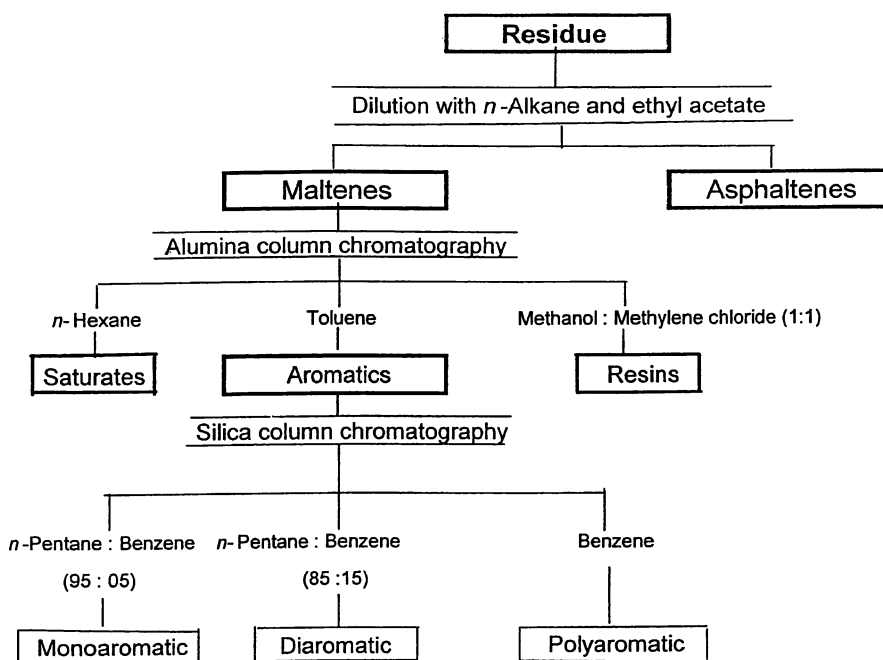 Residue
Dilution with n-Alkane and ethyl acetate
Maltenes
Asphaltenes
Alumina column chromatography
n-Hexane
Toluene
Methanol : Methylene chloride (1:1)
Saturates
Aromatics
Resins
Silica column chromatography
n-Pentane : Benzene
n-Pentane : Benzene
Benzene
(95 : 05)
(85 :15)
Monoaromatic
Diaromatic
Polyaromatic